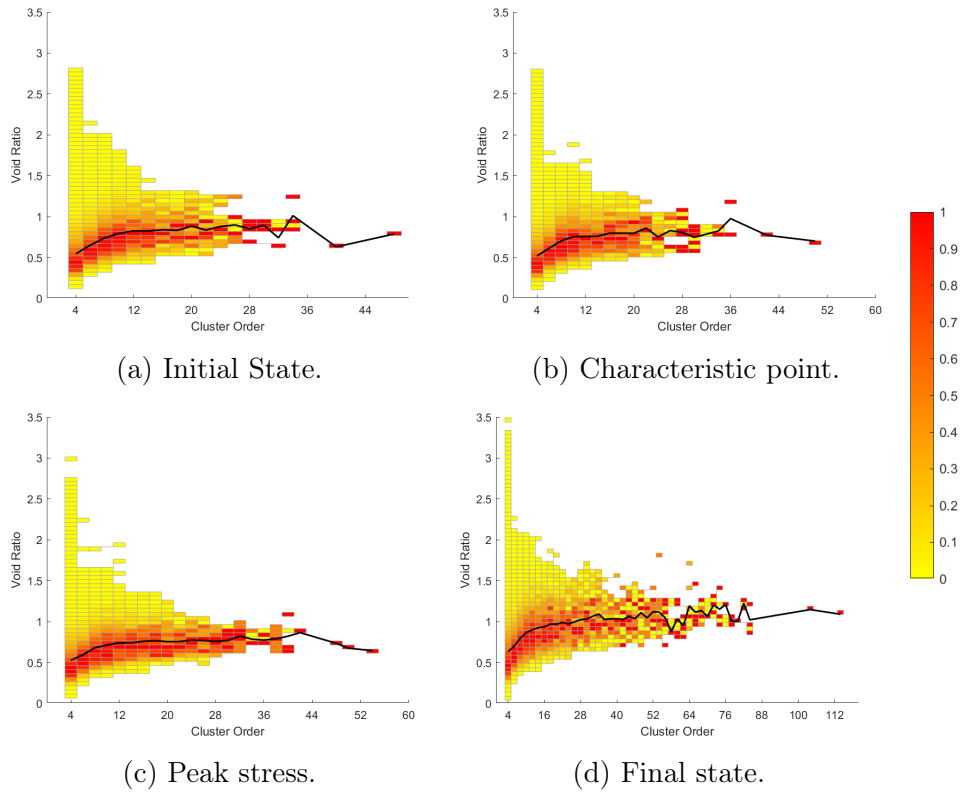 3.5
3
2.5
2
1.5
1
0.5
0
Void Ratio
4 12 20 28 36 44
Cluster Order
(a) Initial State.
3.5
3
2.5
2
1.5
1
0.5
0
Void Ratio
4 12 20 28 36 44 52 60
Cluster Order
(b) Characteristic point.
3.5
3
2.5
2
1.5
1
0.5
0
Void Ratio
4 12 20 28 36 44 52 60
Cluster Order
(c) Peak stress.
3.5
3
2.5
2
1.5
1
0.5
0
Void Ratio
4 16 28 40 52 64 76 88 100 112
Cluster Order
(d) Final state.
1
0.9
0.8
0.7
0.6
0.5
0.4
0.3
0.2
0.1
0